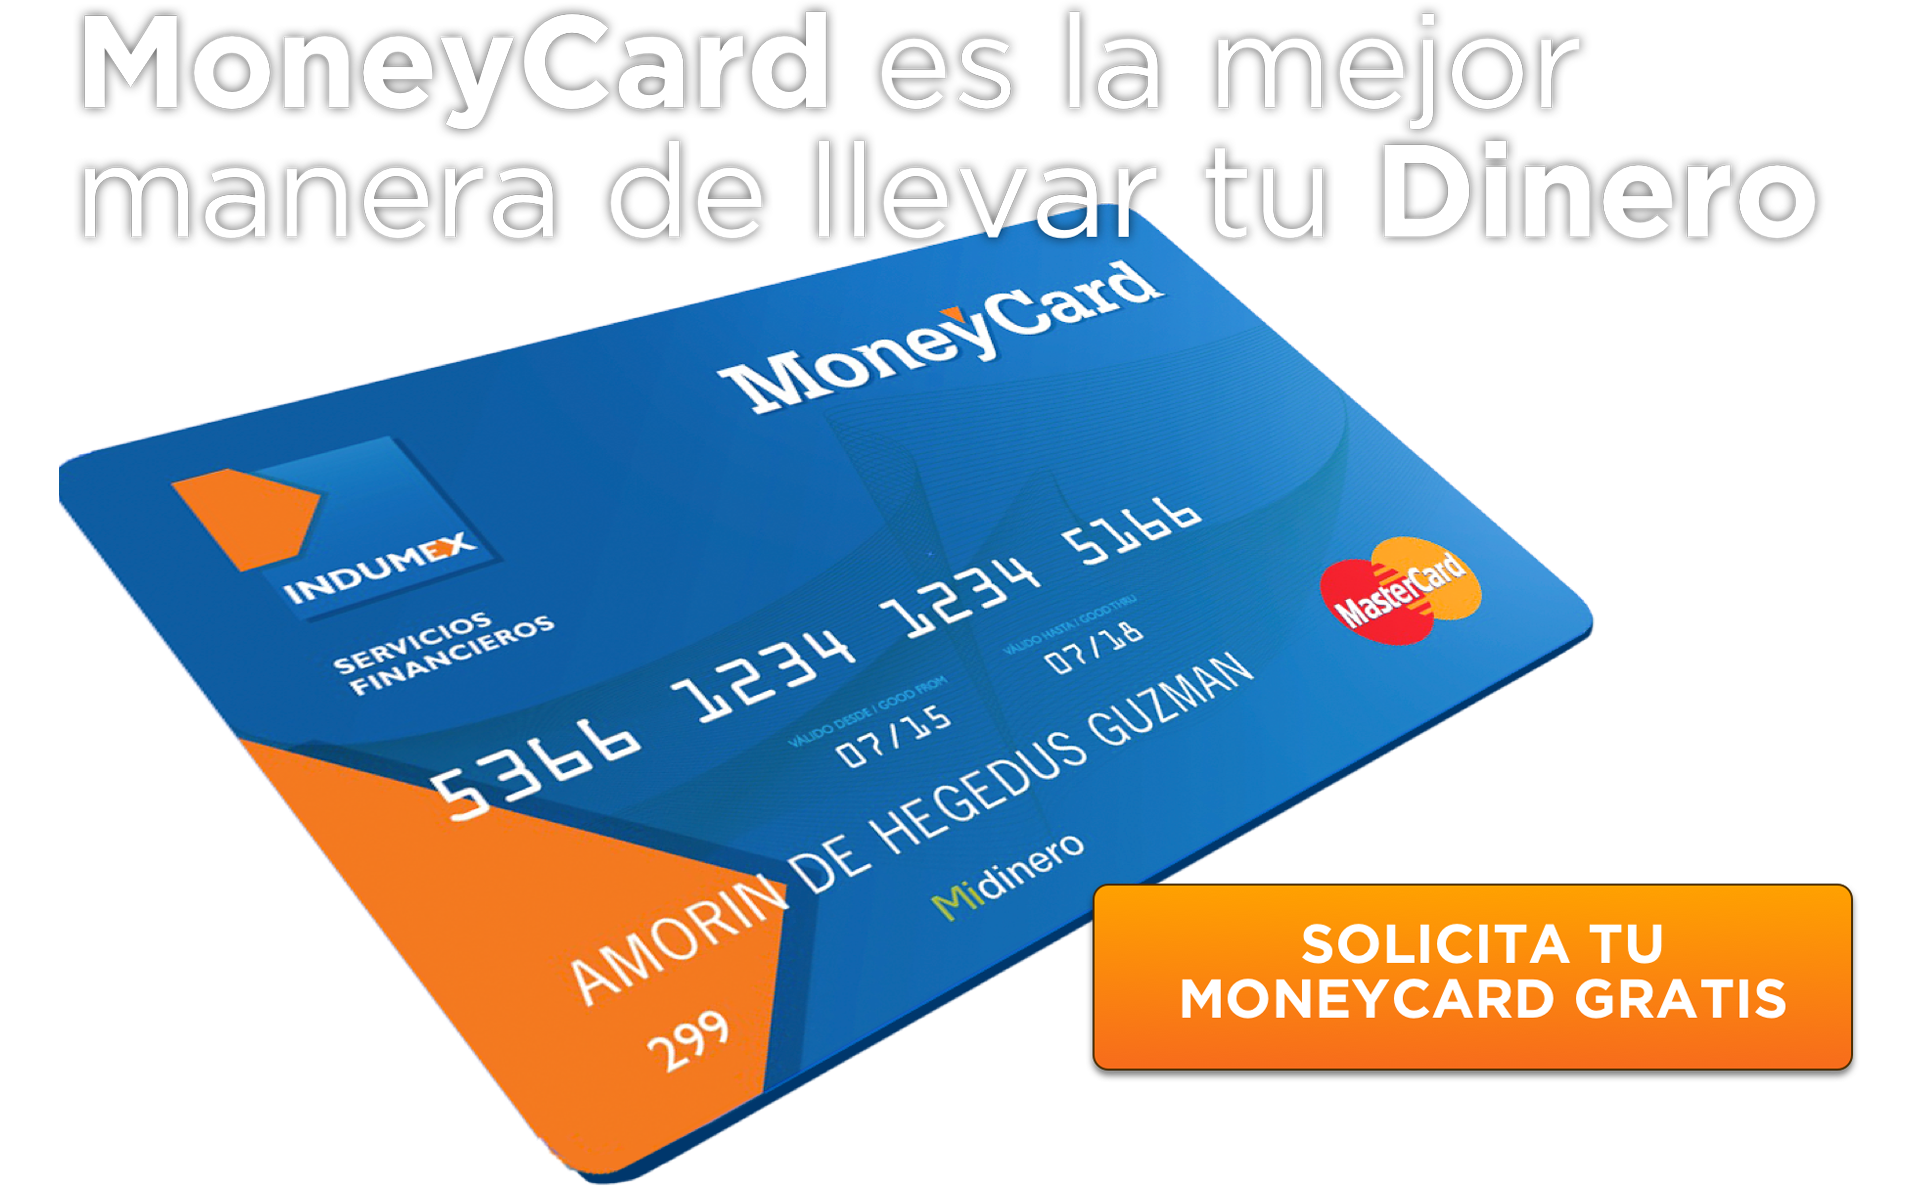 MoneyCard es la mejor
manera de llevar tu Dinero
MoneyCard
INDUMEX
SERVICIOS
FINANCIEROS
5366 1234 1234 5166
VÁLIDO DESDE / GOOD FROM
07/15
VÁLIDO HASTA / GOOD THRU
07/18
MasterCard
AMORIN DE HEGEDUS GUZMAN
299
Midinero
SOLICITA TU
MONEYCARD GRATIS